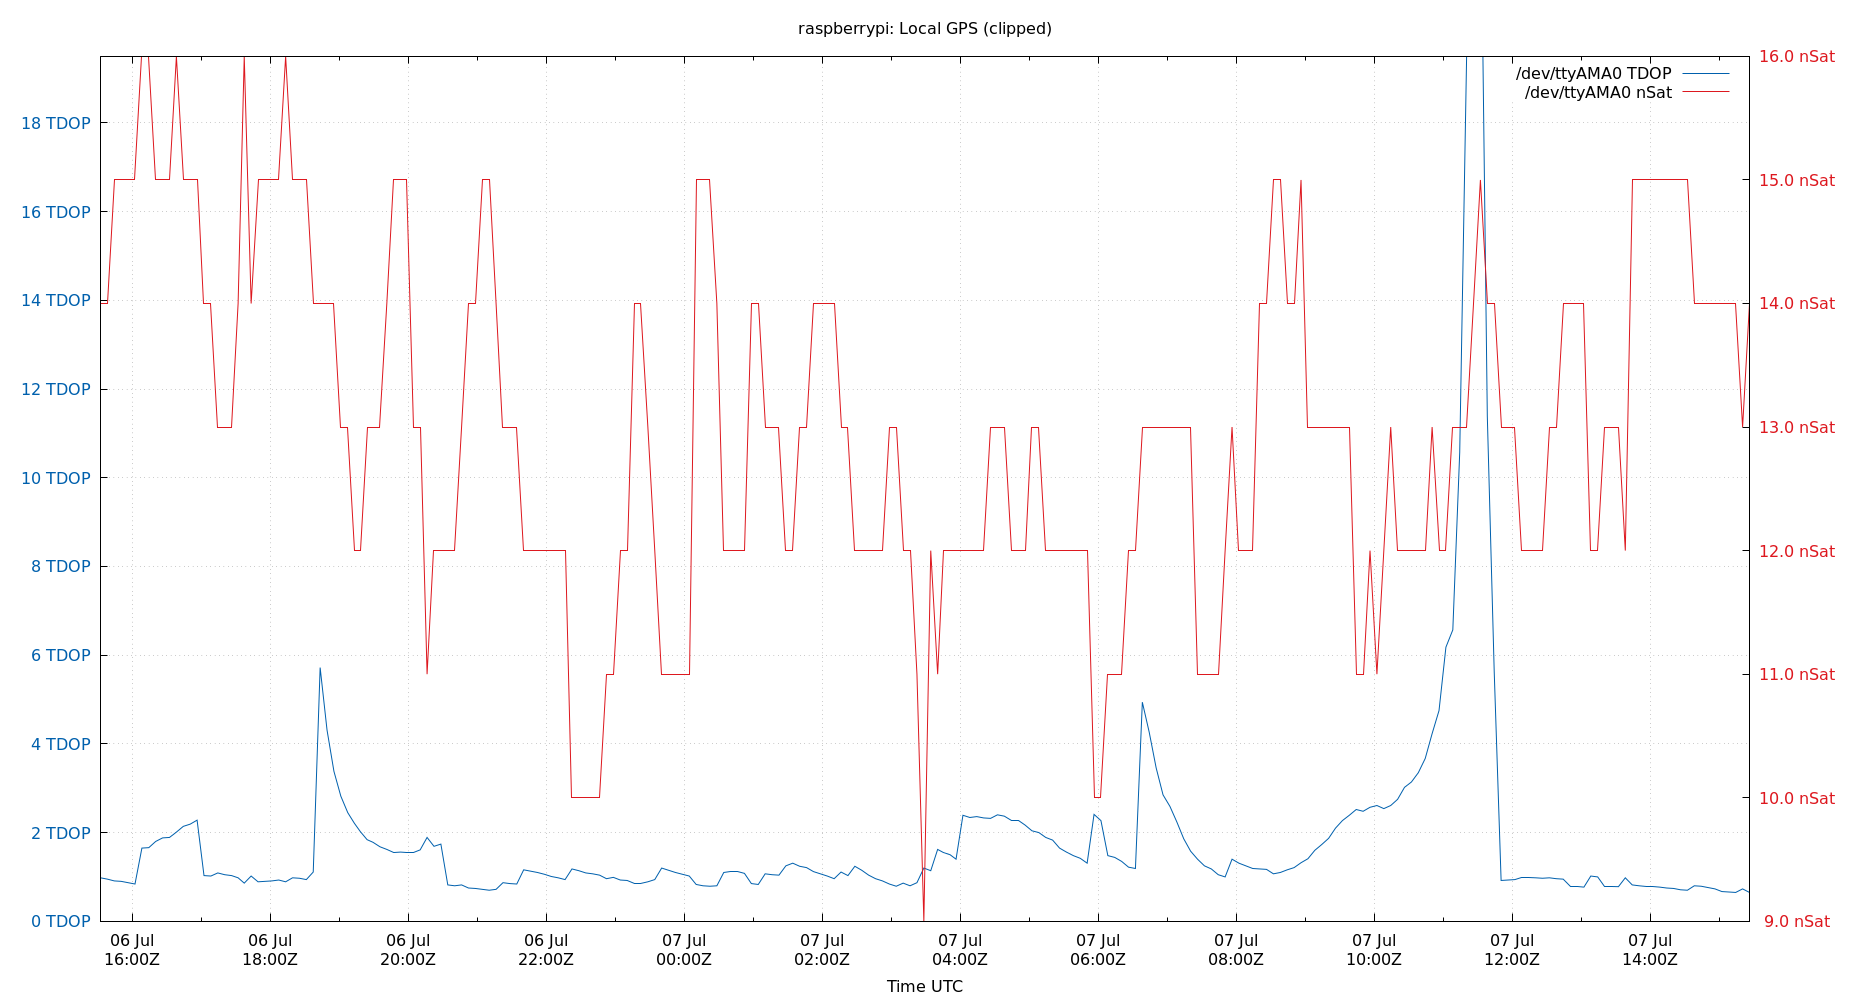 raspberrypi: Local GPS (clipped)
/dev/ttyAMA0 TDOP
/dev/ttyAMA0 nSat
18 TDOP
16 TDOP
14 TDOP
12 TDOP
10 TDOP
8 TDOP
6 TDOP
4 TDOP
2 TDOP
0 TDOP
16.0 nSat
15.0 nSat
14.0 nSat
13.0 nSat
12.0 nSat
11.0 nSat
10.0 nSat
9.0 nSat
06 Jul
16:00Z
06 Jul
18:00Z
06 Jul
20:00Z
06 Jul
22:00Z
07 Jul
00:00Z
07 Jul
02:00Z
07 Jul
04:00Z
07 Jul
06:00Z
07 Jul
08:00Z
07 Jul
10:00Z
07 Jul
12:00Z
07 Jul
14:00Z
Time UTC